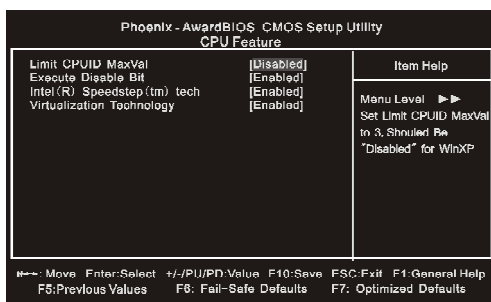 Phoenix - AwardBIOS CMOS Setup Utility
CPU Feature
Limit CPUID MaxVal [Disabled]
Execute Disable Bit [Enabled]
Intel(R) Speedstep(tm) tech [Enabled]
Virtualization Technology [Enabled]
Item Help
Menu Level ►►
Set Limit CPUID MaxVal
to 3, Shouled Be
"Disabled" for WinXP
: Move Enter:Select +/-/PU/PD:Value F10:Save ESC:Exit F1:General Help
F5:Previous Values F6: Fail-Safe Defaults F7: Optimized Defaults